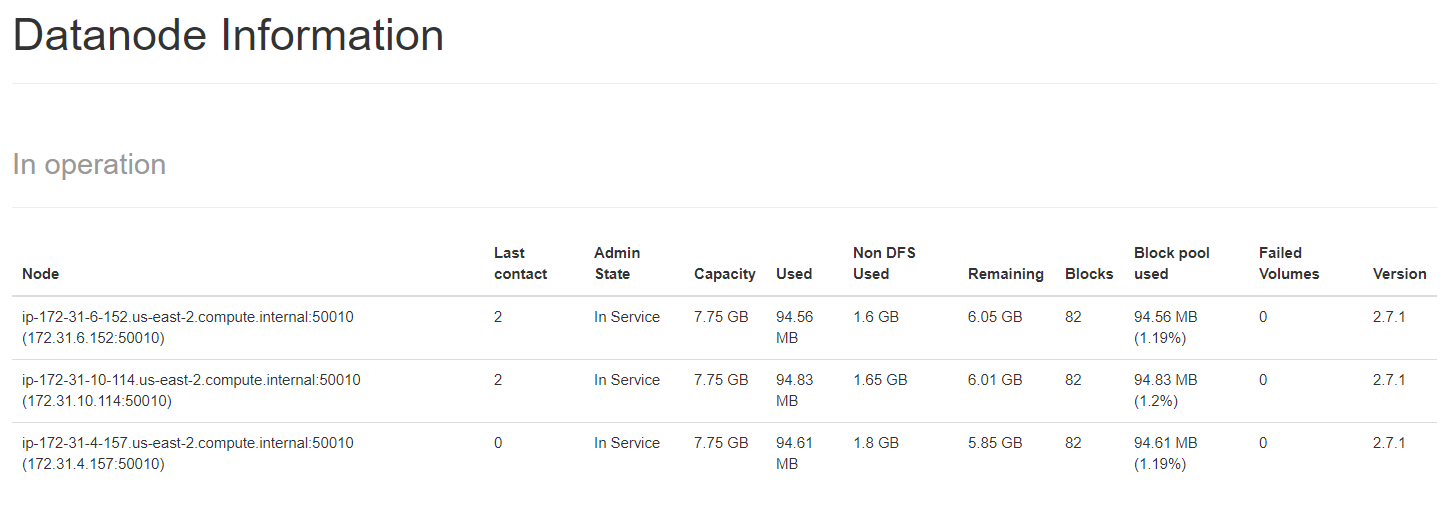 Datanode Information
In operation
Node Last contact Admin State Capacity Used Non DFS Used Remaining Blocks Block pool used Failed Volumes Version
ip-172-31-6-152.us-east-2.compute.internal:50010 2 In Service 7.75 GB 94.56 1.6 GB 6.05 GB 82 94.56 MB 0 2.7.1
(172.31.6.152:50010) MB (1.19%)
ip-172-31-10-114.us-east-2.compute.internal:50010 2 In Service 7.75 GB 94.83 1.65 GB 6.01 GB 82 94.83 MB 0 2.7.1
(172.31.10.114:50010) MB (1.2%)
ip-172-31-4-157.us-east-2.compute.internal:50010 0 In Service 7.75 GB 94.61 1.8 GB 5.85 GB 82 94.61 MB 0 2.7.1
(172.31.4.157:50010) MB (1.19%)